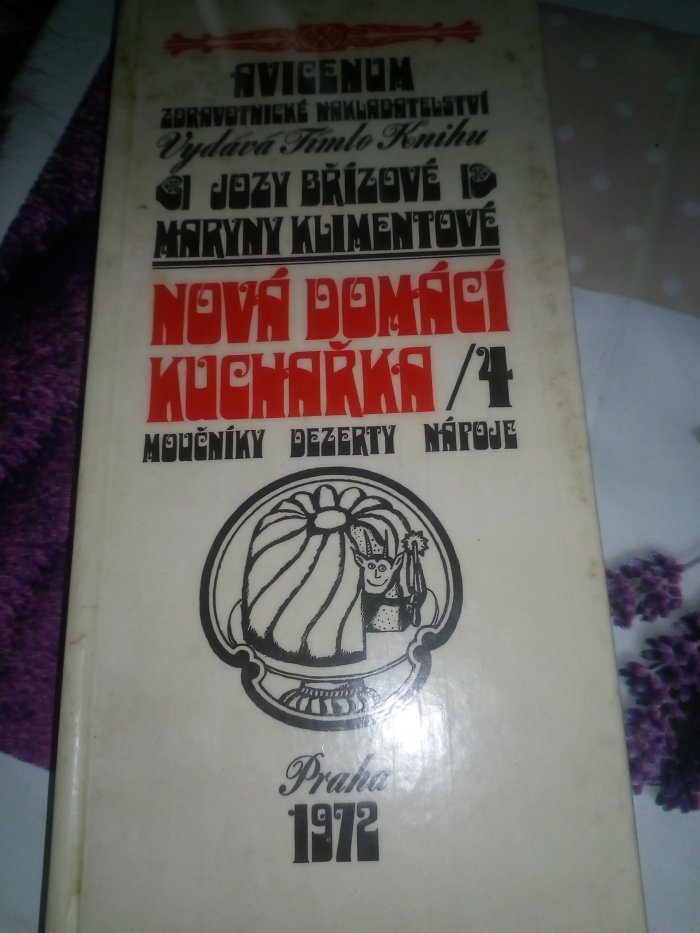 AVICENUM
ZDRAVOTNICKÉ NAKLADATELSTVÍ
Vydává Tímto Knihu
JOZY BŘÍZOVÉ
MARYNY KLIMENTOVÉ
NOVÁ DOMÁCÍ
KUCHAŘKA /4
MOUČNÍKY DEZERTY NÁPOJE
Praha
1972